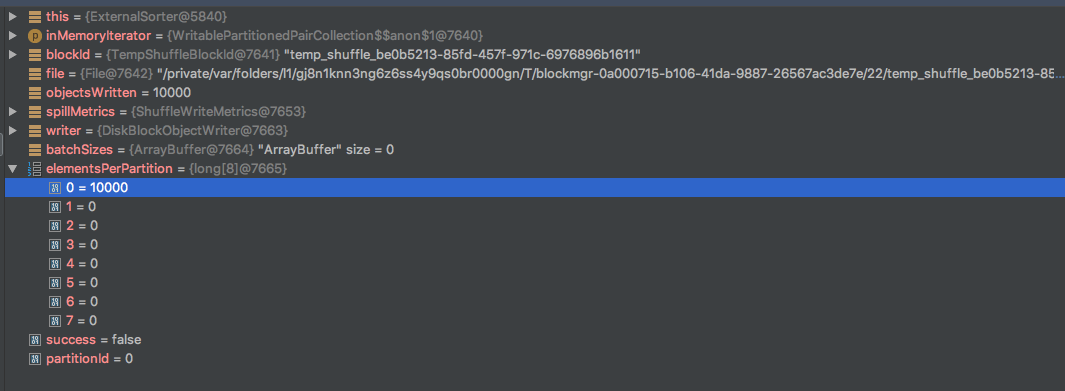 this = {ExternalSorter@5840}
inMemoryIterator = {WritablePartitionedPairCollection$$anon$1@7640}
blockId = {TempShuffleBlockId@7641} "temp_shuffle_be0b5213-85fd-457f-971c-6976896b1611"
file = {File@7642} "/private/var/folders/l1/gj8n1knn3ng6z6ss4y9qs0br0000gn/T/blockmgr-0a000715-b106-41da-9887-26567ac3de7e/22/temp_shuffle_be0b5213-85...
objectsWritten = 10000
spillMetrics = {ShuffleWriteMetrics@7653}
writer = {DiskBlockObjectWriter@7663}
batchSizes = {ArrayBuffer@7664} "ArrayBuffer" size = 0
elementsPerPartition = {long[8]@7665}
0 = 10000
1 = 0
2 = 0
3 = 0
4 = 0
5 = 0
6 = 0
7 = 0
success = false
partitionId = 0